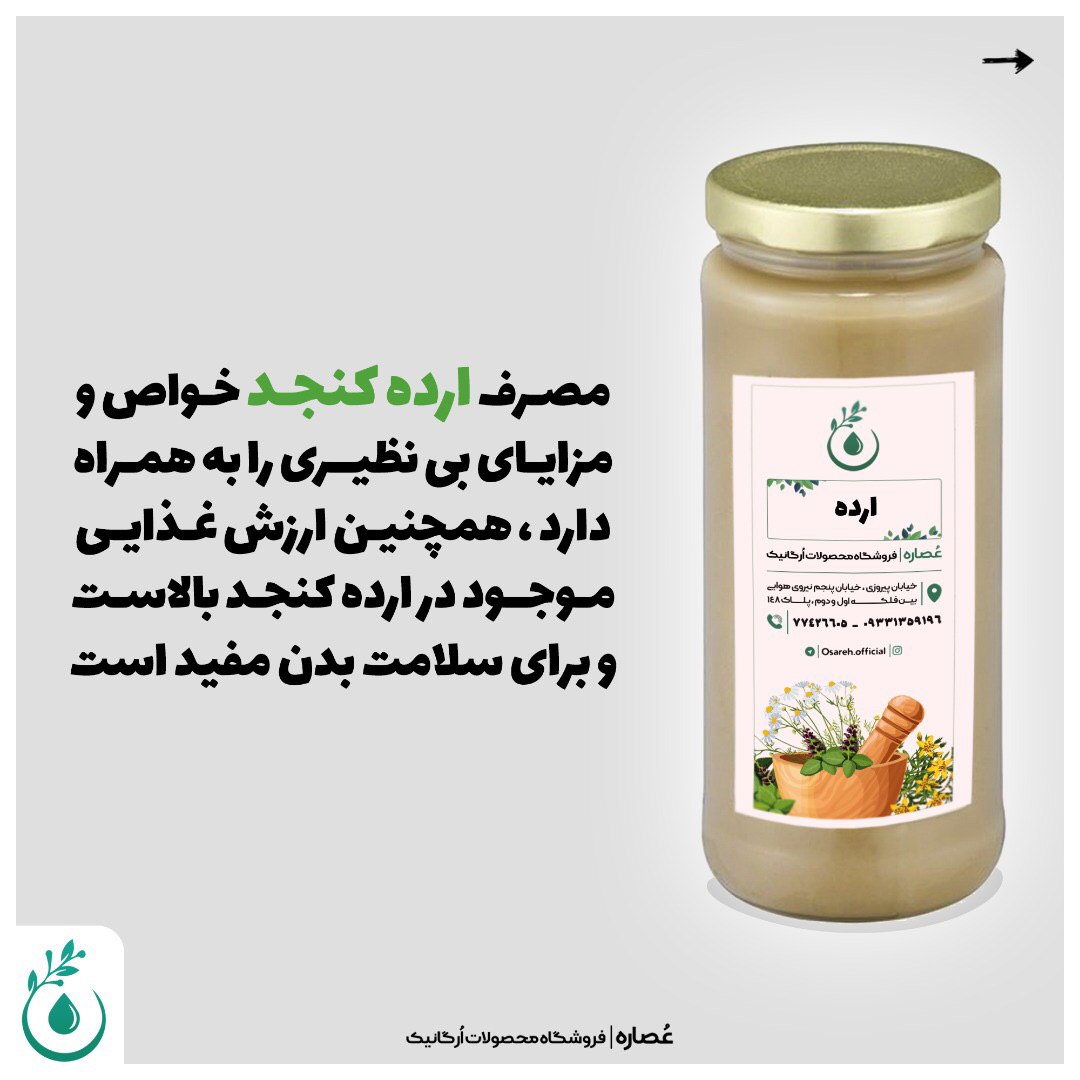 مصرف ارده کنجد خواص و
مزایای بی نظیری را به همراه
دارد ، همچنین ارزش غذایی
موجود در ارده کنجد بالاست
و برای سلامت بدن مفید است
ارده
عُصاره | فروشگاه محصولات اُرگانیک
خیابان پیروزی ، خیابان پنجم نیروی هوایی
بین فلکه اول و دوم ، پلاک ۱۴۸
۰۹۳۳۱۳۵۹۱۹۶ - ۷۷۴۲۶۶۰۵
Osareh.official
عُصاره | فروشگاه محصولات اُرگانیک